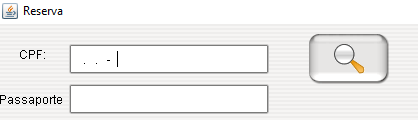 Reserva
CPF:
. . -
Passaporte